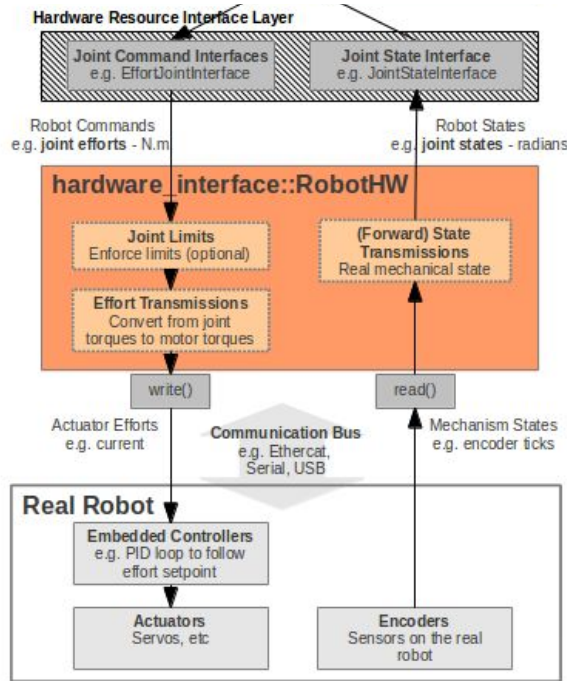 Hardware Resource Interface Layer
Joint Command Interfaces
e.g. EffortJointInterface
Joint State Interface
e.g. JointStateInterface
Robot Commands
e.g. joint efforts - N.m
Robot States
e.g. joint states - radians
hardware_interface::RobotHW
Joint Limits
Enforce limits (optional)
(Forward) State
Transmissions
Real mechanical state
Effort Transmissions
Convert from joint
torques to motor torques
write()
read()
Actuator Efforts
e.g. current
Communication Bus
e.g. Ethercat,
Serial, USB
Mechanism States
e.g. encoder ticks
Real Robot
Embedded Controllers
e.g. PID loop to follow
effort setpoint
Actuators
Servos, etc
Encoders
Sensors on the real
robot